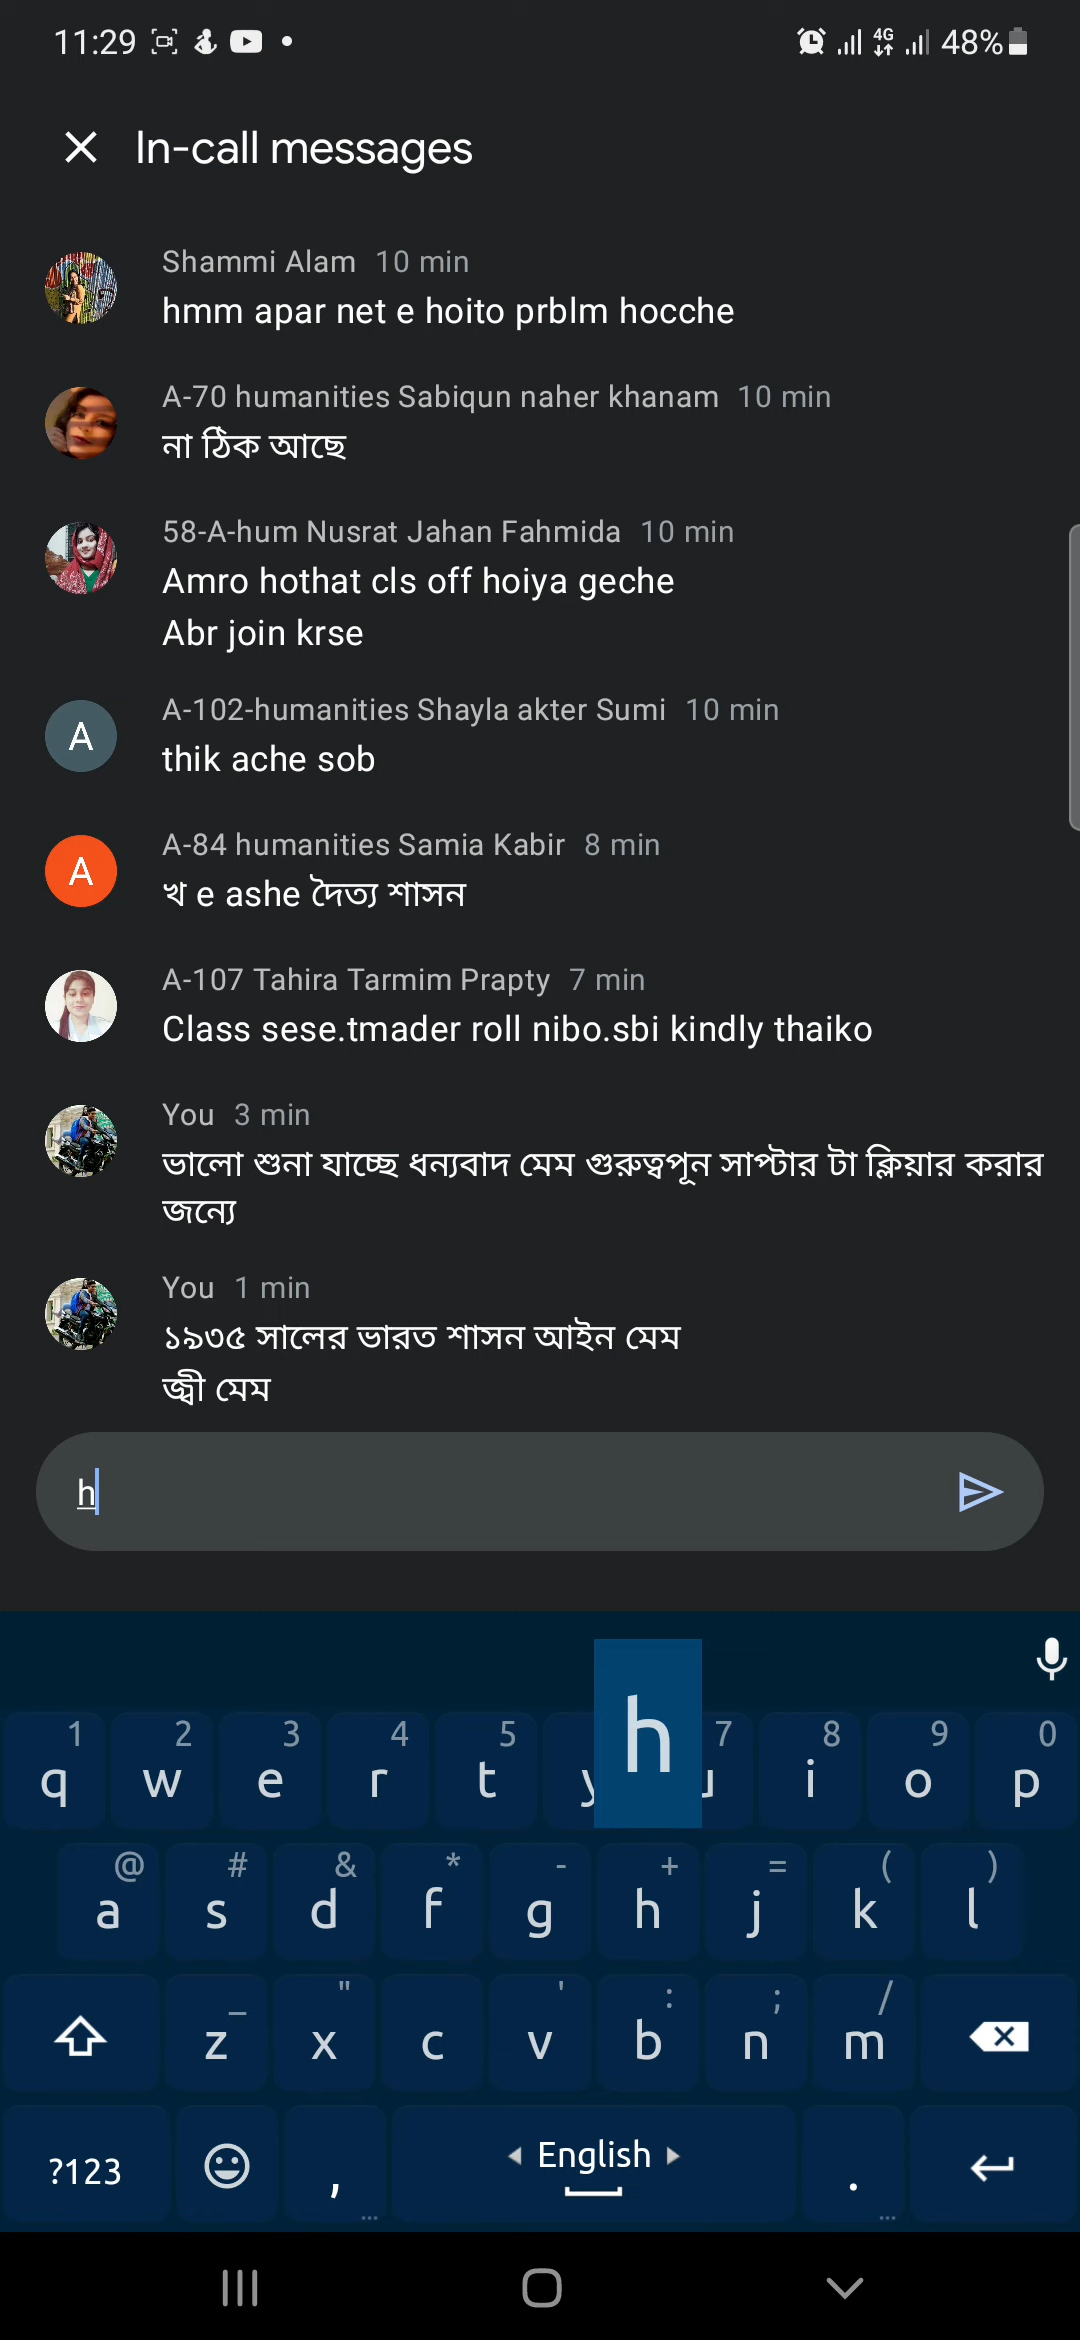 11:29 4G 48%
In-call messages
Shammi Alam 10 min
hmm apar net e hoito prblm hocche
A-70 humanities Sabiqun naher khanam 10 min
না ঠিক আছে
58-A-hum Nusrat Jahan Fahmida 10 min
Amro hothat cls off hoiya geche
Abr join krse
A
A-102-humanities Shayla akter Sumi 10 min
thik ache sob
A
A-84 humanities Samia Kabir 8 min
খ e ashe দৈত্য শাসন
A-107 Tahira Tarmim Prapty 7 min
Class sese.tmader roll nibo.sbi kindly thaiko
You 3 min
ভালো শুনা যাচ্ছে ধন্যবাদ মেম গুরুত্বপূন সাপ্টার টা ক্লিয়ার করার
জন্যে
You 1 min
১৯৩৫ সালের ভারত শাসন আইন মেম
জ্বী মেম
h
h
1 2 3 4 5 7 8 9 0
q w e r t y u i o p
@ # & * - + = ( )
a s d f g h j k l
_ " ' : ; /
z x c v b n m
?123 , English .